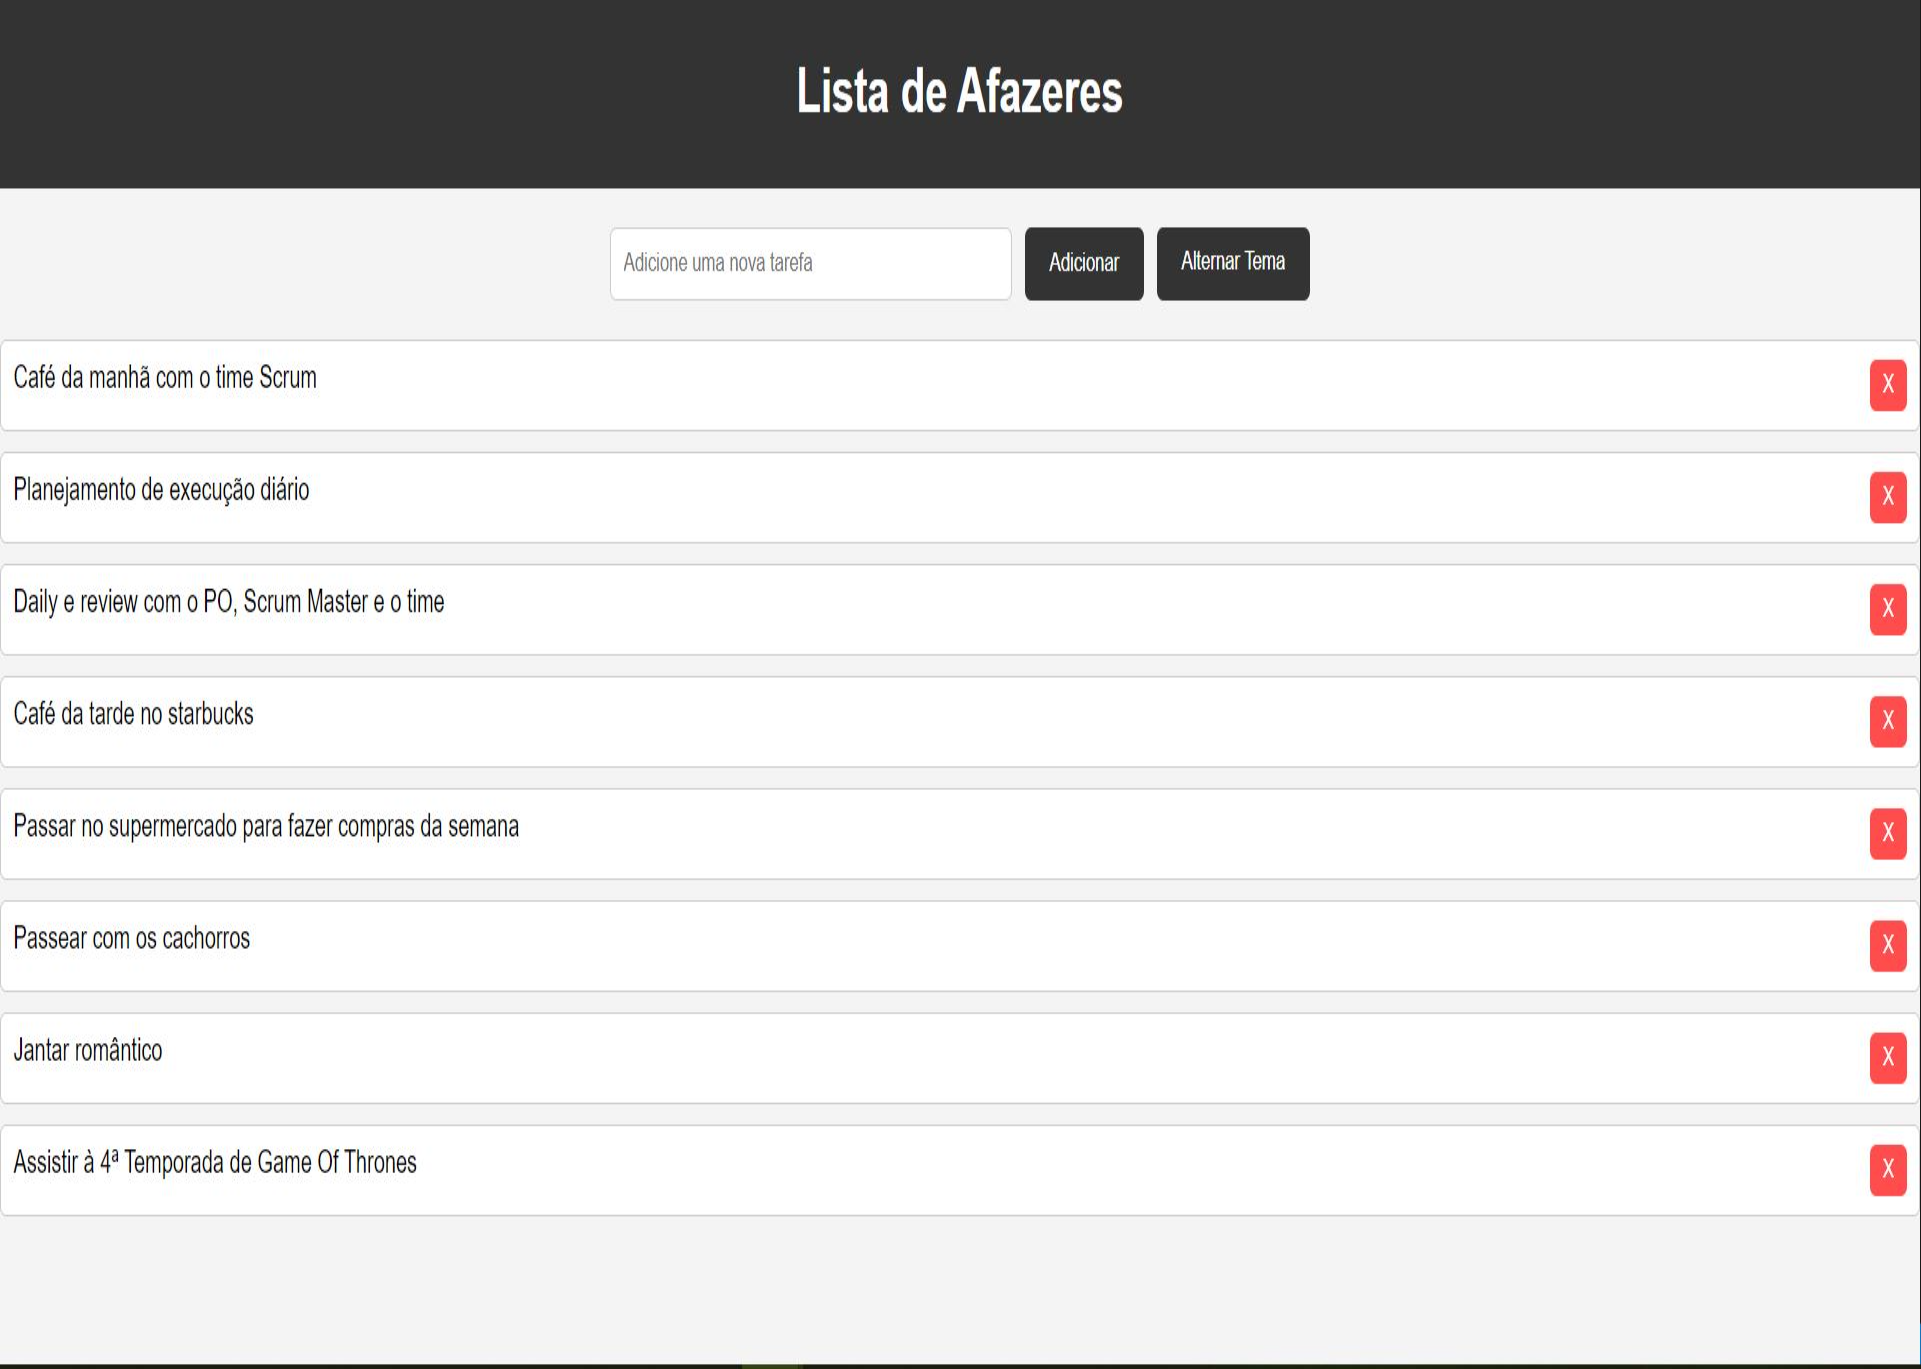 Lista de Afazeres
Adicione uma nova tarefa
Adicionar
Alternar Tema
Café da manhã com o time Scrum
X
Planejamento de execução diário
X
Daily e review com o PO, Scrum Master e o time
X
Café da tarde no starbucks
X
Passar no supermercado para fazer compras da semana
X
Passear com os cachorros
X
Jantar romântico
X
Assistir à 4ª Temporada de Game Of Thrones
X